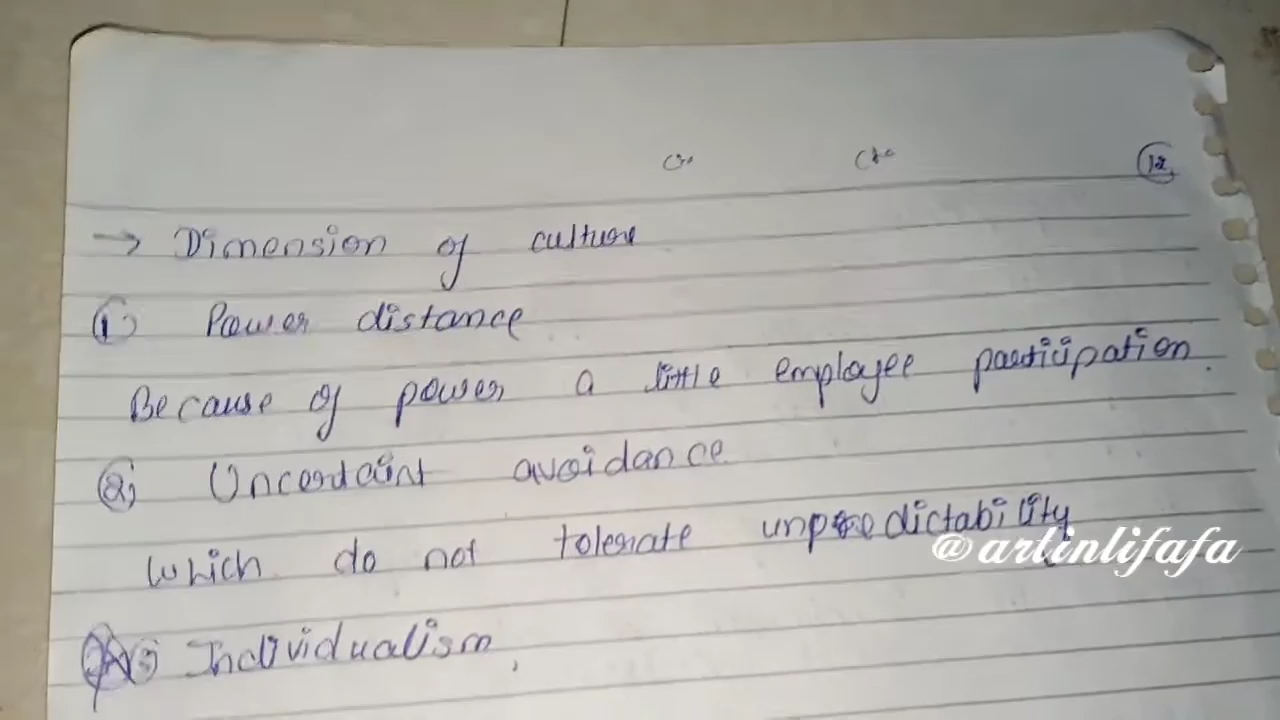 12
→ Dimension of culture
1) Power distance
Because of power a little employee participation.
2) Uncertaint avoidance
which do not tolerate unpredictability
@artinlifafa
3) Individualism